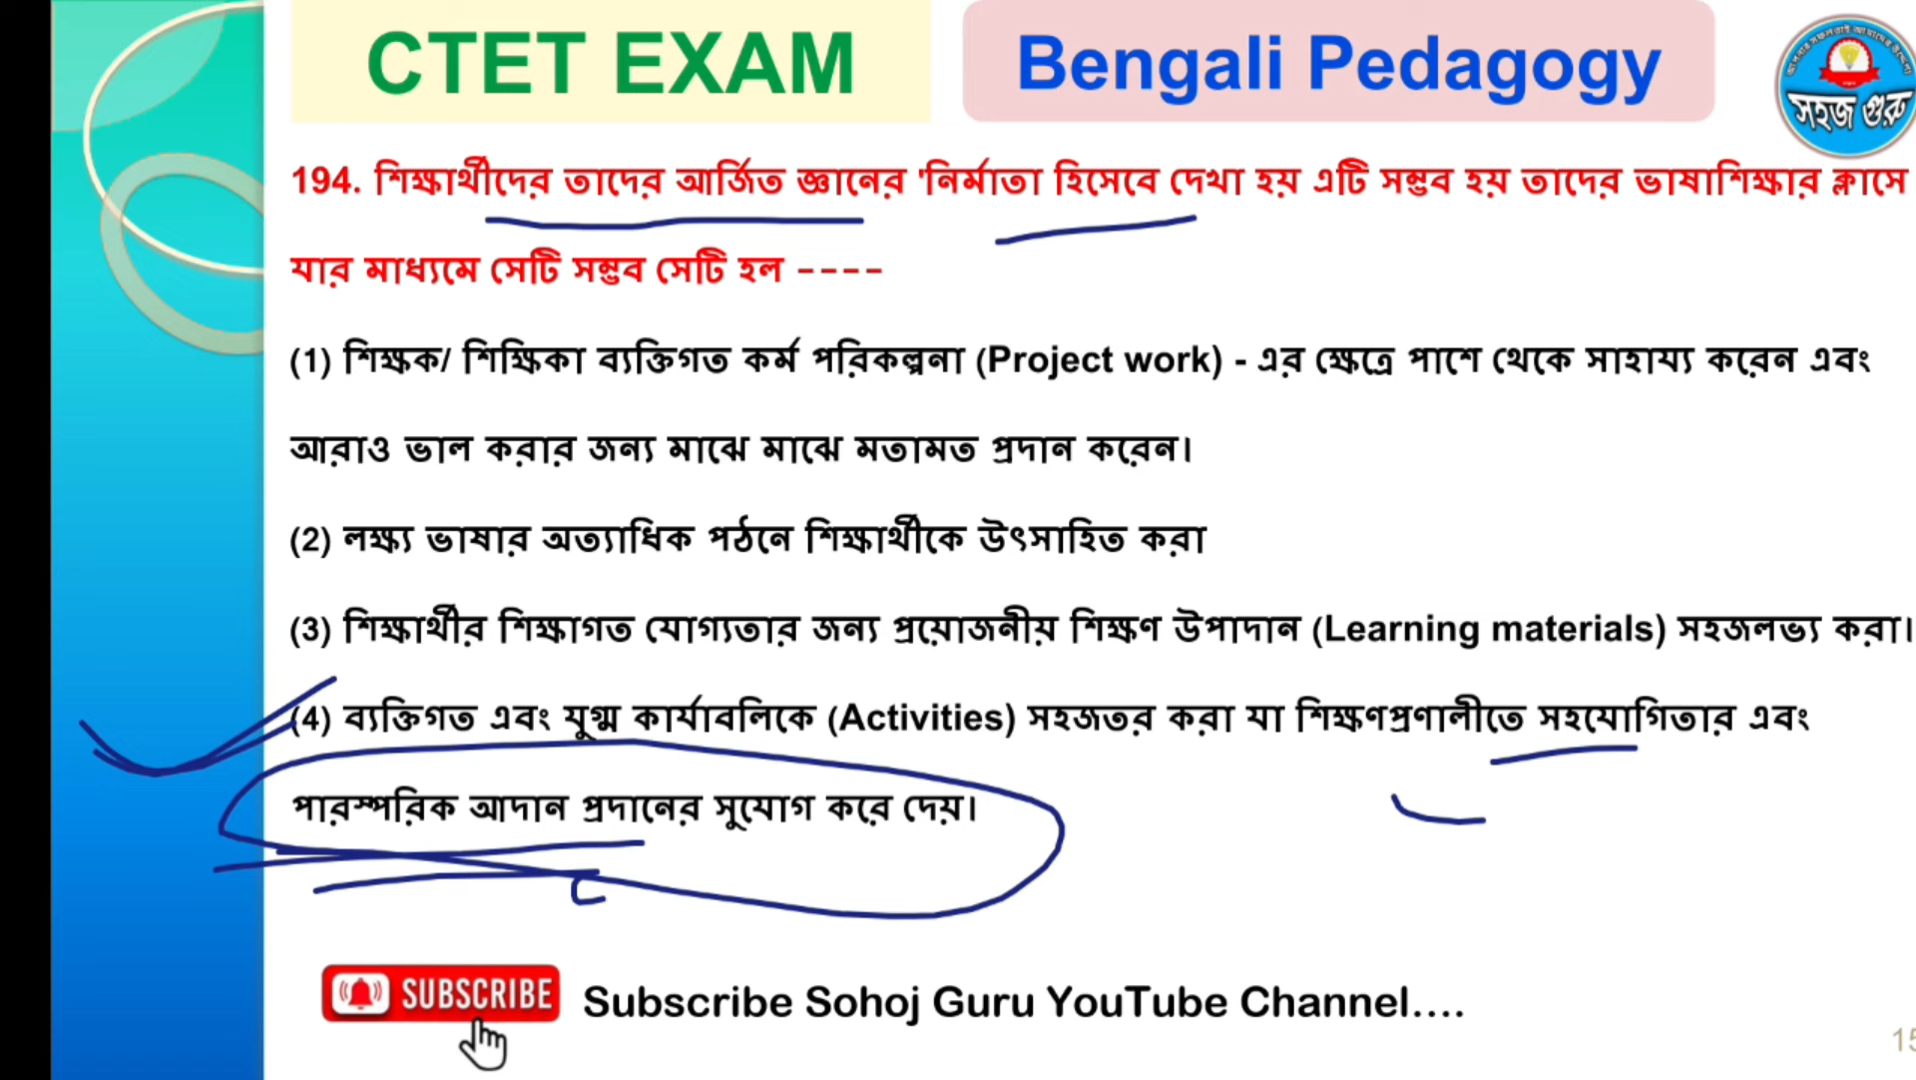 CTET EXAM
Bengali Pedagogy
সহজ গুরু
194. শিক্ষার্থীদের তাদের আর্জিত জ্ঞানের 'নির্মাতা হিসেবে দেখা হয় এটি সম্ভব হয় তাদের ভাষাশিক্ষার ক্লাসে
যার মাধ্যমে সেটি সম্ভব সেটি হল ----
(1) শিক্ষক/ শিক্ষিকা ব্যক্তিগত কর্ম পরিকল্পনা (Project work) - এর ক্ষেত্রে পাশে থেকে সাহায্য করেন এবং
আরাও ভাল করার জন্য মাঝে মাঝে মতামত প্রদান করেন।
(2) লক্ষ্য ভাষার অত্যাধিক পঠনে শিক্ষার্থীকে উৎসাহিত করা
(3) শিক্ষার্থীর শিক্ষাগত যোগ্যতার জন্য প্রয়োজনীয় শিক্ষণ উপাদান (Learning materials) সহজলভ্য করা।
(4) ব্যক্তিগত এবং যুগ্ম কার্যাবলিকে (Activities) সহজতর করা যা শিক্ষণপ্রণালীতে সহযোগিতার এবং
পারস্পরিক আদান প্রদানের সুযোগ করে দেয়।
SUBSCRIBE
Subscribe Sohoj Guru YouTube Channel....